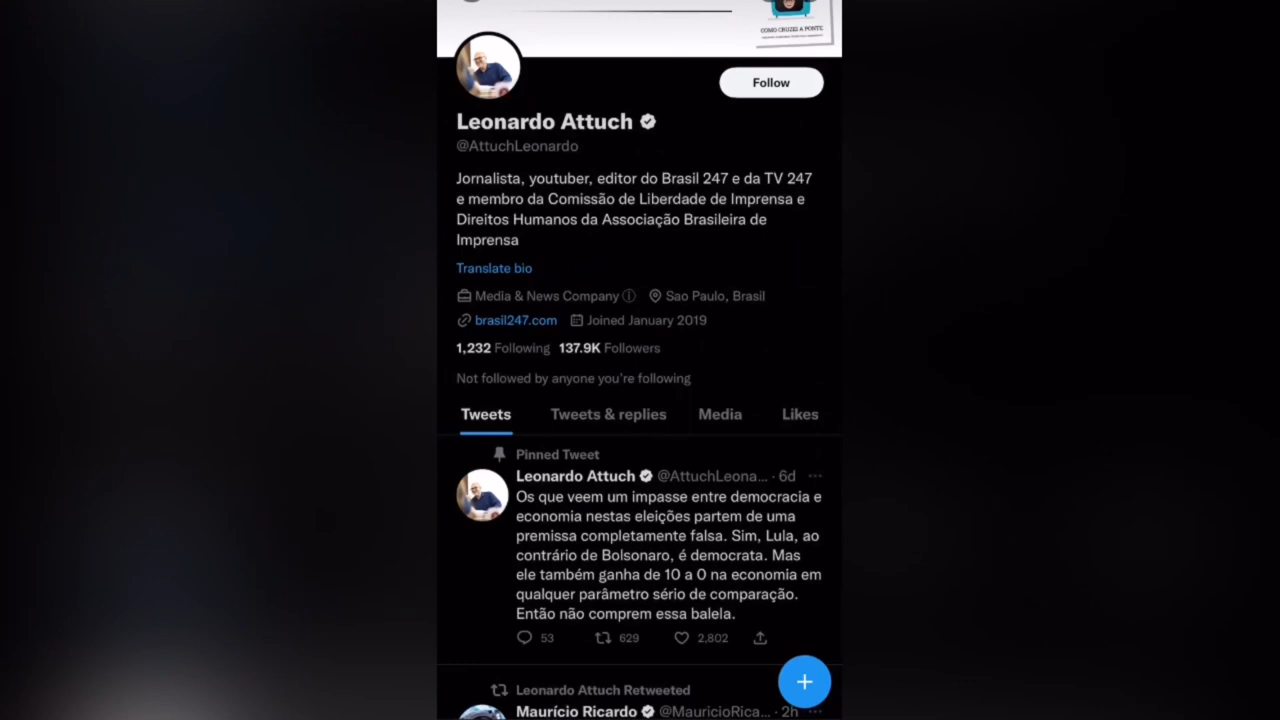 COMO CRUZEI A PONTE
Follow
Leonardo Attuch
@AttuchLeonardo
Jornalista, youtuber, editor do Brasil 247 e da TV 247
e membro da Comissão de Liberdade de Imprensa e
Direitos Humanos da Associação Brasileira de
Imprensa
Translate bio
Media & News Company Sao Paulo, Brasil
brasil247.com Joined January 2019
1,232 Following 137.9K Followers
Not followed by anyone you're following
Tweets Tweets & replies Media Likes
Pinned Tweet
Leonardo Attuch @AttuchLeona... · 6d ...
Os que veem um impasse entre democracia e
economia nestas eleições partem de uma
premissa completamente falsa. Sim, Lula, ao
contrário de Bolsonaro, é democrata. Mas
ele também ganha de 10 a 0 na economia em
qualquer parâmetro sério de comparação.
Então não comprem essa balela.
53 629 2,802
Leonardo Attuch Retweeted
Maurício Ricardo @MauricioRica... · 2h ...